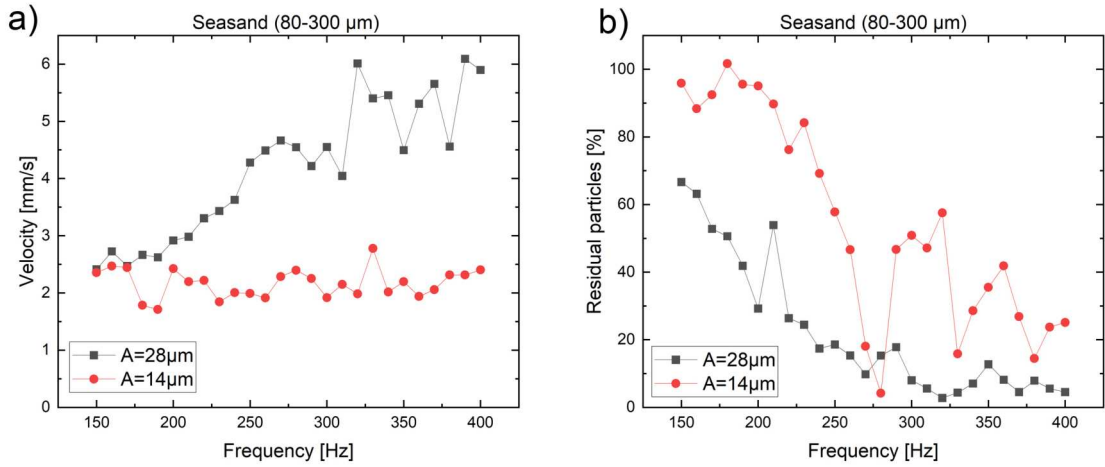 a)
Seasand (80-300 µm)
6
5
4
3
2
1
0
Velocity [mm/s]
A=28µm
A=14µm
150 200 250 300 350 400
Frequency [Hz]
b)
Seasand (80-300 µm)
100
80
60
40
20
0
Residual particles [%]
A=28µm
A=14µm
150 200 250 300 350 400
Frequency [Hz]